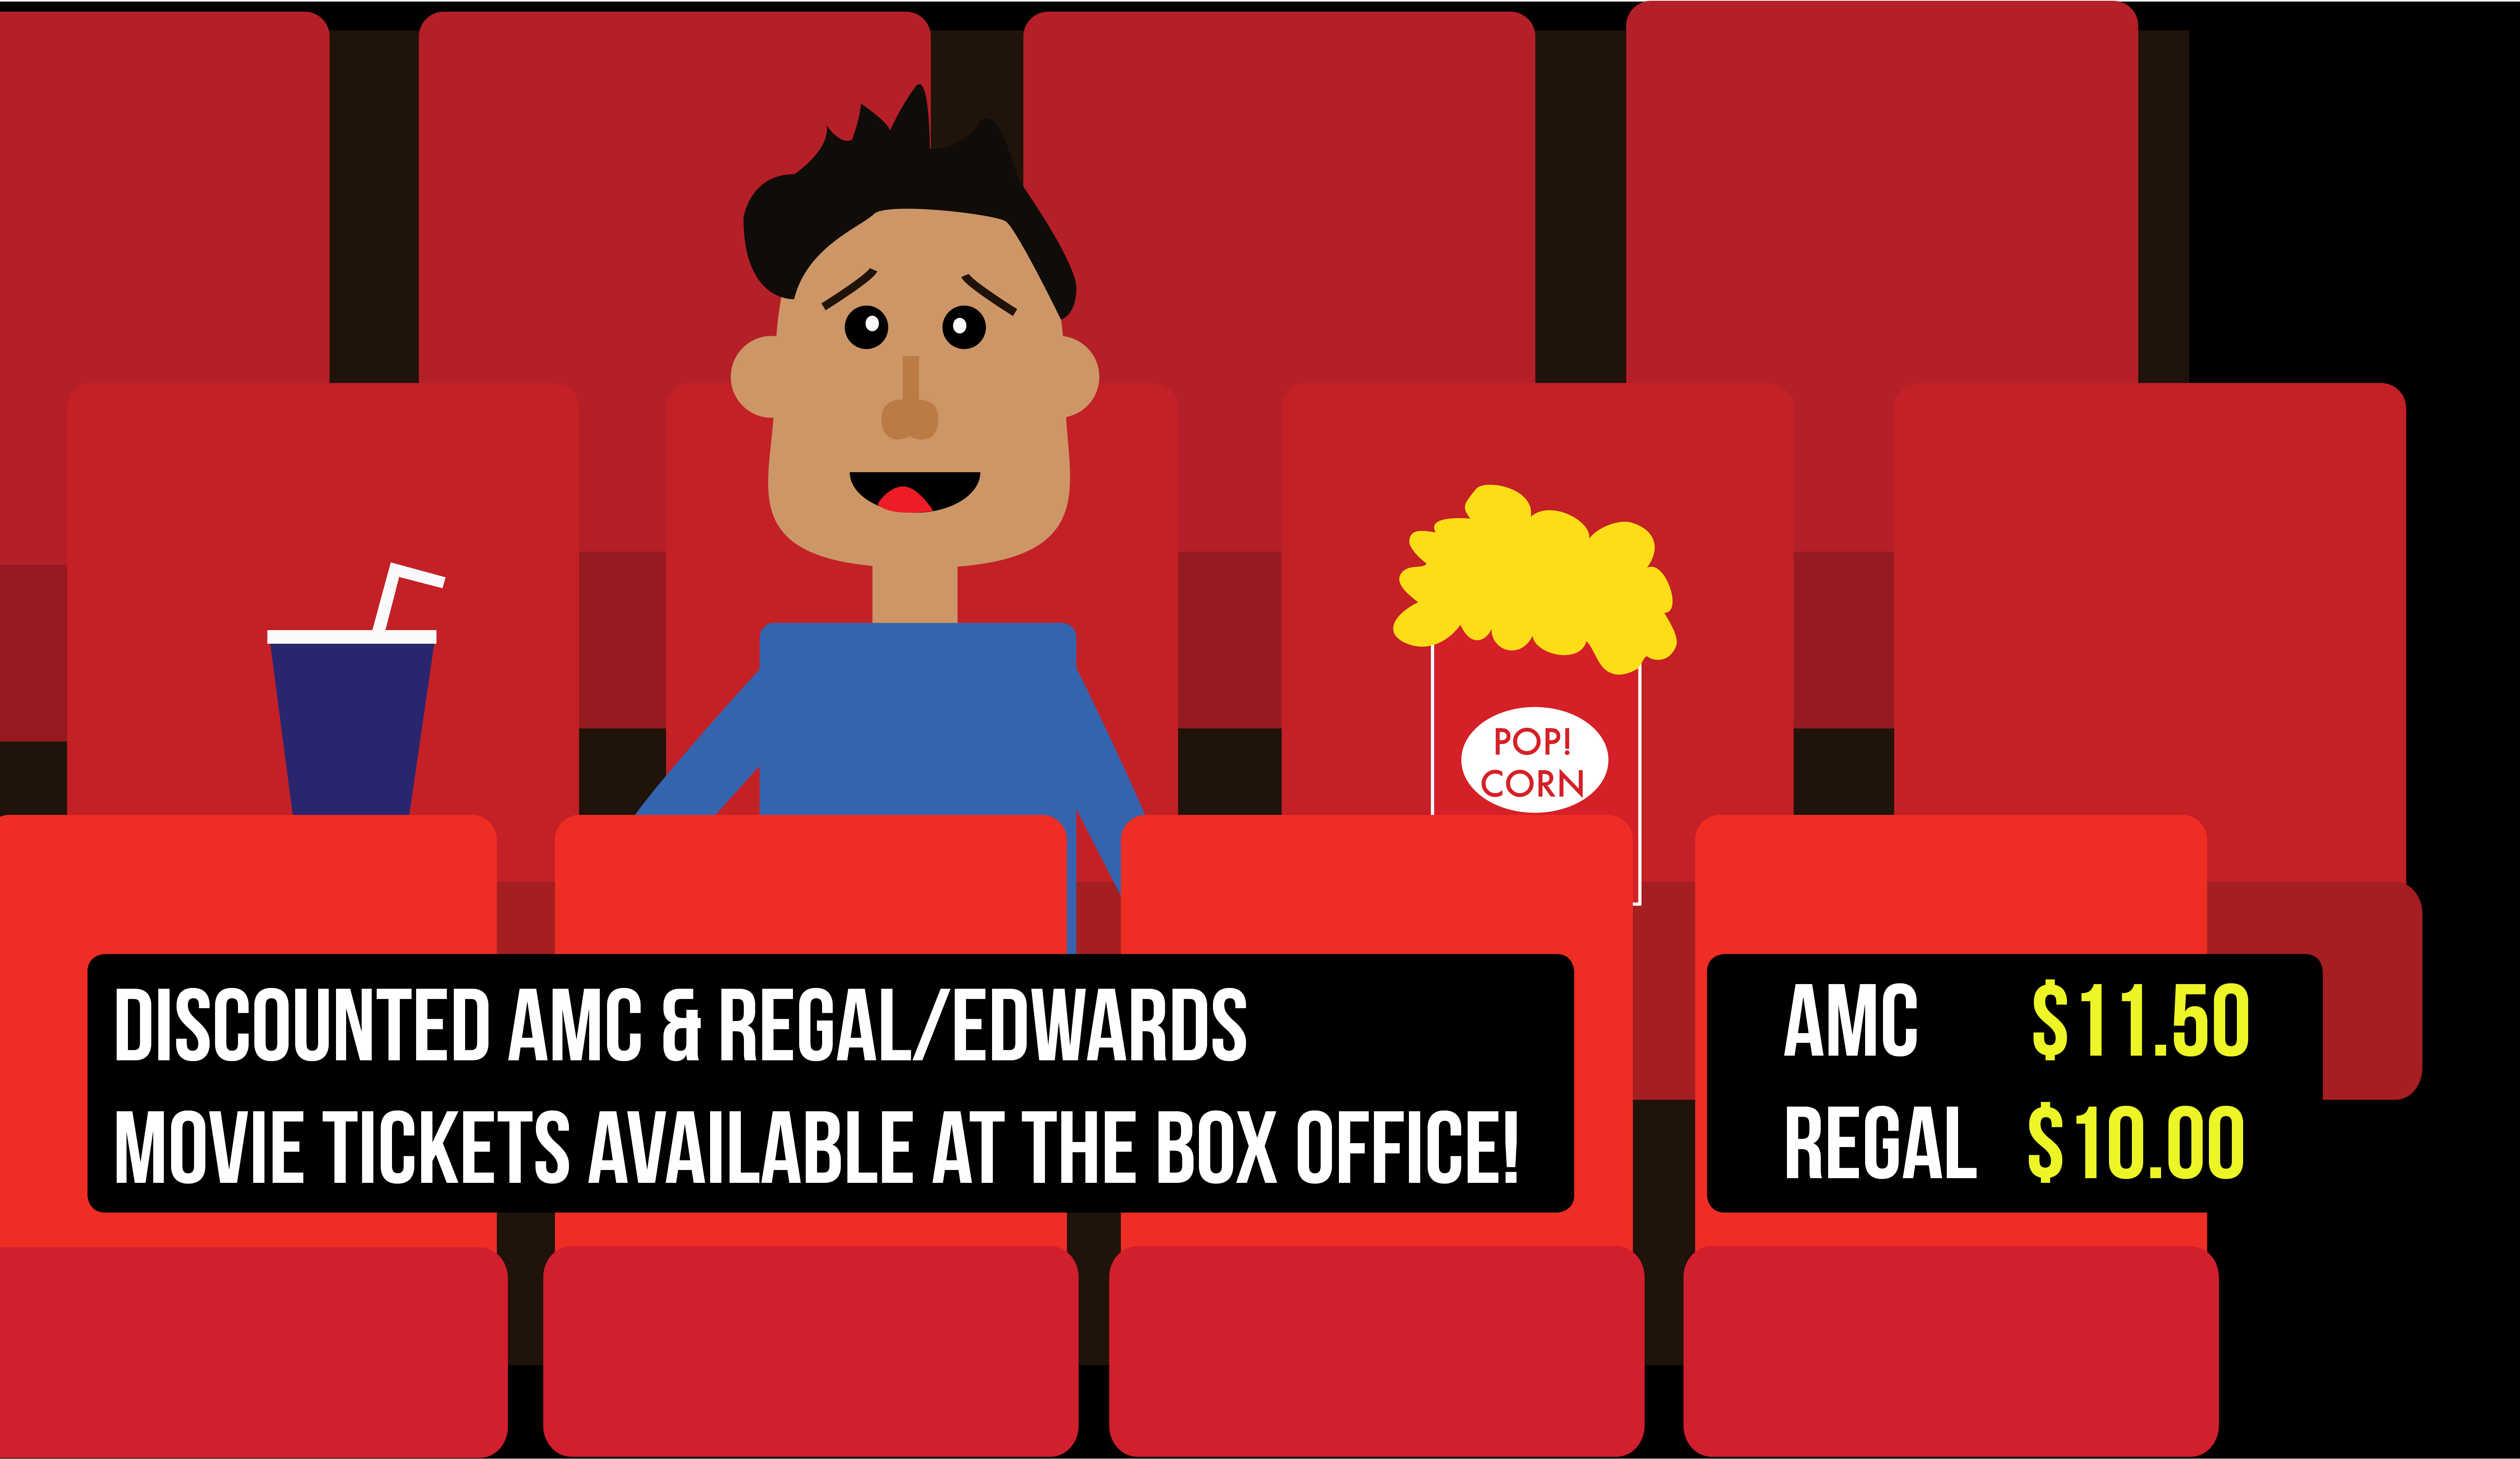 POP!
CORN
DISCOUNTED AMC & REGAL/EDWARDS
MOVIE TICKETS AVAILABLE AT THE BOX OFFICE!
AMC $11.50
REGAL $10.00